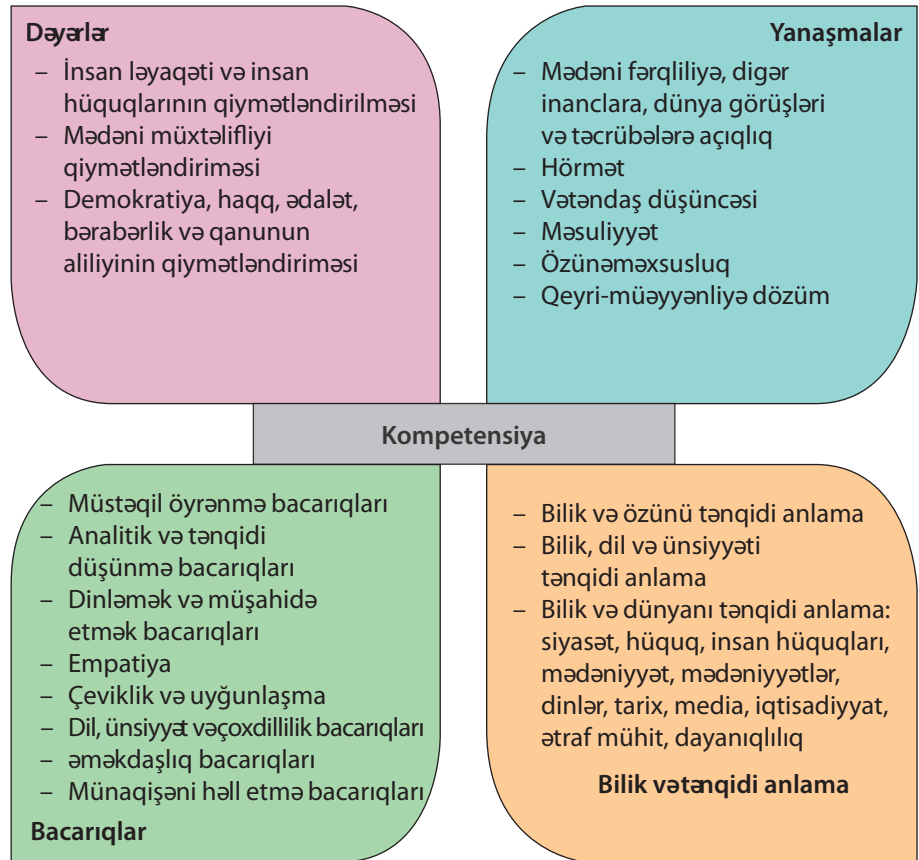 Dəyərlər
– İnsan ləyaqəti və insan
hüquqlarının qiymətləndirilməsi
– Mədəni müxtəlifliyi
qiymətləndiriməsi
– Demokratiya, haqq, ədalət,
bərabərlik və qanunun
aliliyinin qiymətləndiriməsi
Yanaşmalar
– Mədəni fərqliliyə, digər
inanclara, dünya görüşləri
və təcrübələrə açıqlıq
– Hörmət
– Vətəndaş düşüncəsi
– Məsuliyyət
– Özünəməxsusluq
– Qeyri-müəyyənliyə dözüm
Kompetensiya
– Müstəqil öyrənmə bacarıqları
– Analitik və tənqidi
düşünmə bacarıqları
– Dinləmək və müşahidə
etmək bacarıqları
– Empatiya
– Çeviklik və uyğunlaşma
– Dil, ünsiyyət vəçoxdillilik bacarıqları
– əməkdaşlıq bacarıqları
– Münaqişəni həll etmə bacarıqları
Bacarıqlar
– Bilik və özünü tənqidi anlama
– Bilik, dil və ünsiyyəti
tənqidi anlama
– Bilik və dünyanı tənqidi anlama:
siyasət, hüquq, insan hüquqları,
mədəniyyət, mədəniyyətlər,
dinlər, tarix, media, iqtisadiyyat,
ətraf mühit, dayanıqlılıq
Bilik vətənqidi anlama